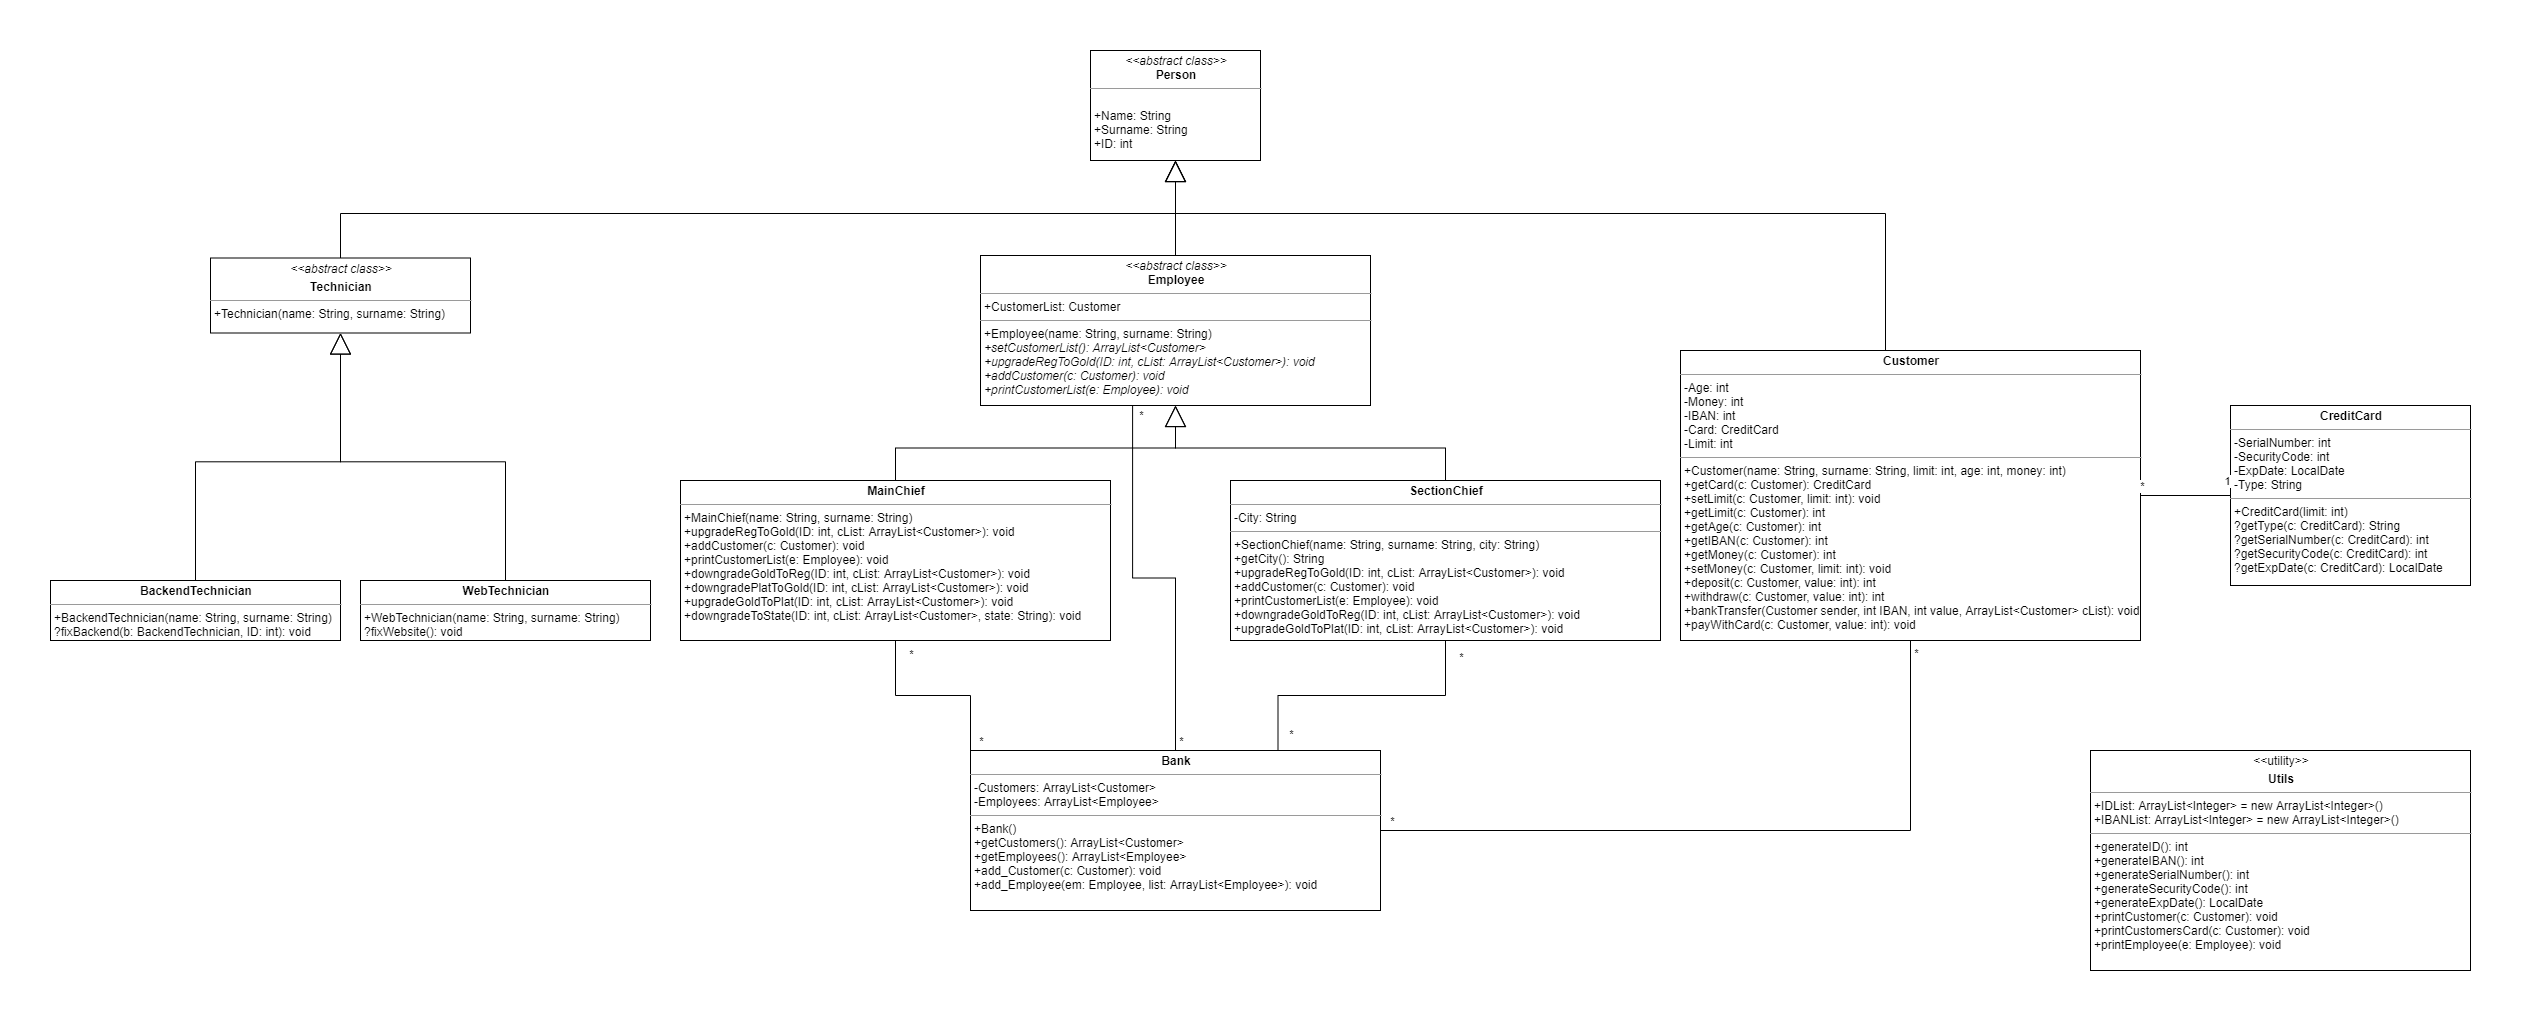 <<abstract class>>
Person
+Name: String
+Surname: String
+ID: int
<<abstract class>>
Technician
+Technician(name: String, surname: String)
<<abstract class>>
Employee
+CustomerList: Customer
+Employee(name: String, surname: String)
+setCustomerList(): ArrayList<Customer>
+upgradeRegToGold(ID: int, cList: ArrayList<Customer>): void
+addCustomer(c: Customer): void
+printCustomerList(e: Employee): void
*
Customer
-Age: int
-Money: int
-IBAN: int
-Card: CreditCard
-Limit: int
+Customer(name: String, surname: String, limit: int, age: int, money: int)
+getCard(c: Customer): CreditCard
+setLimit(c: Customer, limit: int): void
+getLimit(c: Customer): int
+getAge(c: Customer): int
+getIBAN(c: Customer): int
+getMoney(c: Customer): int
+setMoney(c: Customer, limit: int): void
+deposit(c: Customer, value: int): int
+withdraw(c: Customer, value: int): int
+bankTransfer(Customer sender, int IBAN, int value, ArrayList<Customer> cList): void
+payWithCard(c: Customer, value: int): void
*
1
CreditCard
-SerialNumber: int
-SecurityCode: int
-ExpDate: LocalDate
-Type: String
+CreditCard(limit: int)
?getType(c: CreditCard): String
?getSerialNumber(c: CreditCard): int
?getSecurityCode(c: CreditCard): int
?getExpDate(c: CreditCard): LocalDate
BackendTechnician
+BackendTechnician(name: String, surname: String)
?fixBackend(b: BackendTechnician, ID: int): void
WebTechnician
+WebTechnician(name: String, surname: String)
?fixWebsite(): void
MainChief
+MainChief(name: String, surname: String)
+upgradeRegToGold(ID: int, cList: ArrayList<Customer>): void
+addCustomer(c: Customer): void
+printCustomerList(e: Employee): void
+downgradeGoldToReg(ID: int, cList: ArrayList<Customer>): void
+downgradePlatToGold(ID: int, cList: ArrayList<Customer>): void
+upgradeGoldToPlat(ID: int, cList: ArrayList<Customer>): void
+downgradeToState(ID: int, cList: ArrayList<Customer>, state: String): void
SectionChief
-City: String
+SectionChief(name: String, surname: String, city: String)
+getCity(): String
+upgradeRegToGold(ID: int, cList: ArrayList<Customer>): void
+addCustomer(c: Customer): void
+printCustomerList(e: Employee): void
+downgradeGoldToReg(ID: int, cList: ArrayList<Customer>): void
+upgradeGoldToPlat(ID: int, cList: ArrayList<Customer>): void
*
*
*
*
*
*
*
Bank
-Customers: ArrayList<Customer>
-Employees: ArrayList<Employee>
+Bank()
+getCustomers(): ArrayList<Customer>
+getEmployees(): ArrayList<Employee>
+add_Customer(c: Customer): void
+add_Employee(em: Employee, list: ArrayList<Employee>): void
<<utility>>
Utils
+IDList: ArrayList<Integer> = new ArrayList<Integer>()
+IBANList: ArrayList<Integer> = new ArrayList<Integer>()
+generateID(): int
+generateIBAN(): int
+generateSerialNumber(): int
+generateSecurityCode(): int
+generateExpDate(): LocalDate
+printCustomer(c: Customer): void
+printCustomersCard(c: Customer): void
+printEmployee(e: Employee): void